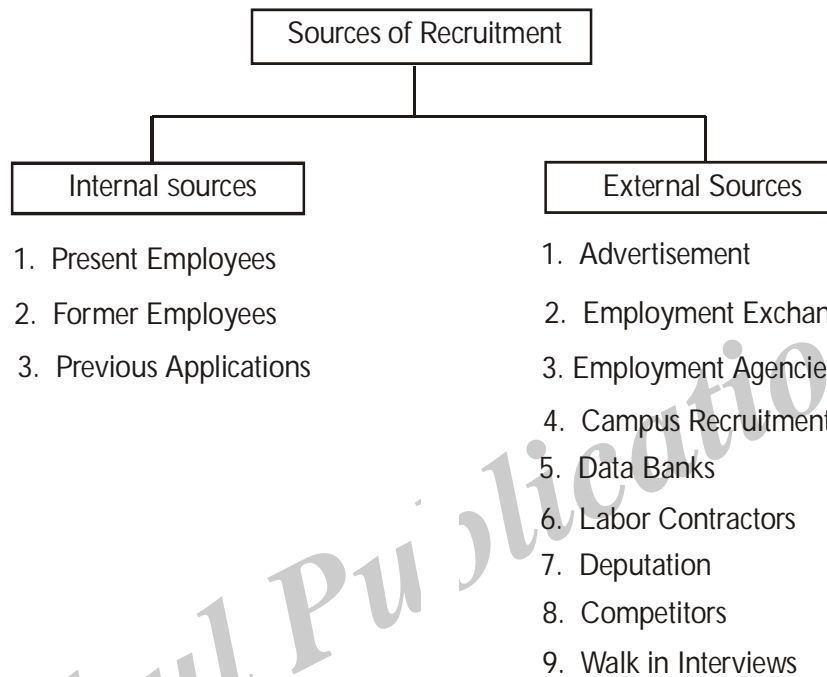 Sources of Recruitment
Internal sources
1. Present Employees
2. Former Employees
3. Previous Applications
External Sources
1. Advertisement
2. Employment
3. Employment
4. Campus Recruitment
5. Data Banks
6. Labor Contractors
7. Deputation
8. Competitors
9. Walk in Interviews